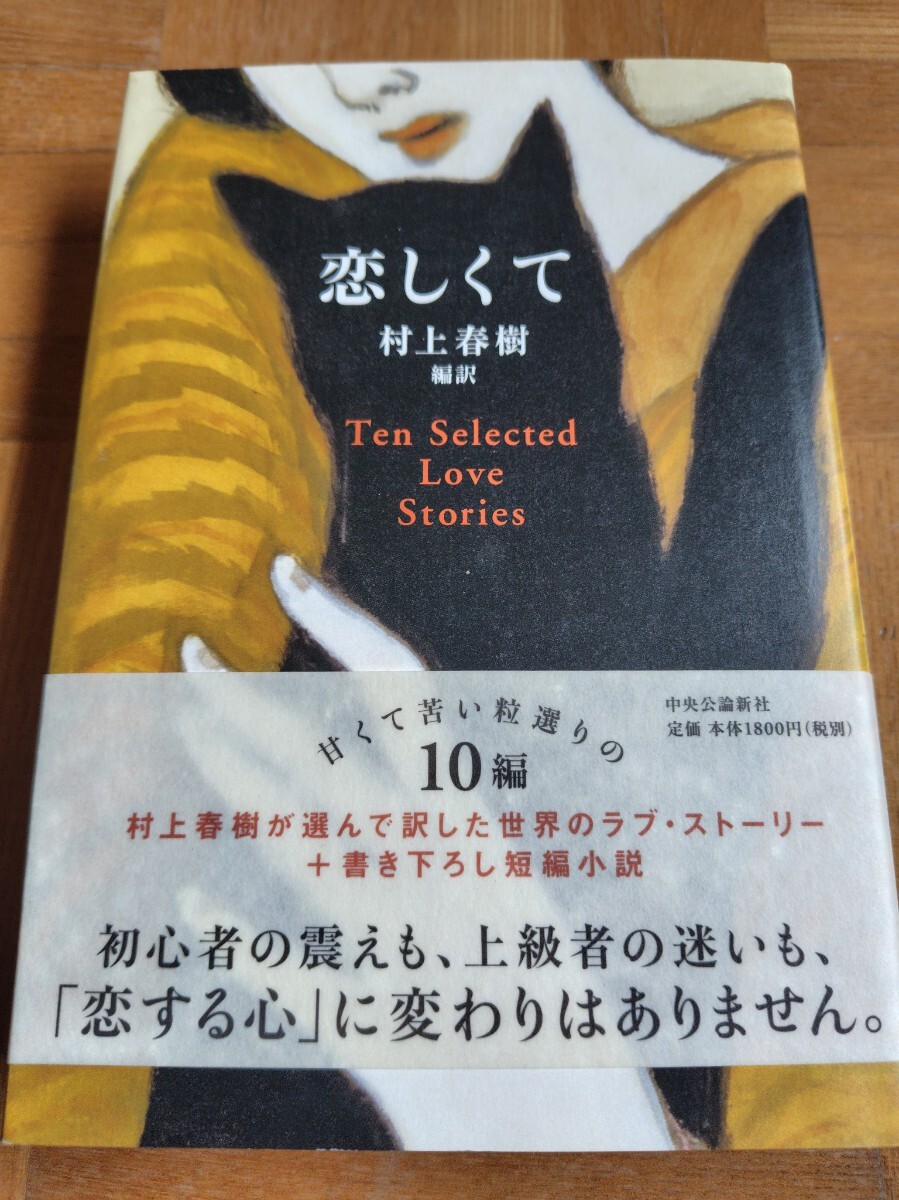 恋しくて
村上春樹
編訳
Ten Selected
Love
Stories
甘くて苦い粒選りの
10編
中央公論新社
定価 本体1800円(税別)
村上春樹が選んで訳した世界のラブ・ストーリー
+書き下ろし短編小説
初心者の震えも、上級者の迷いも、
「恋する心」に変わりはありません。